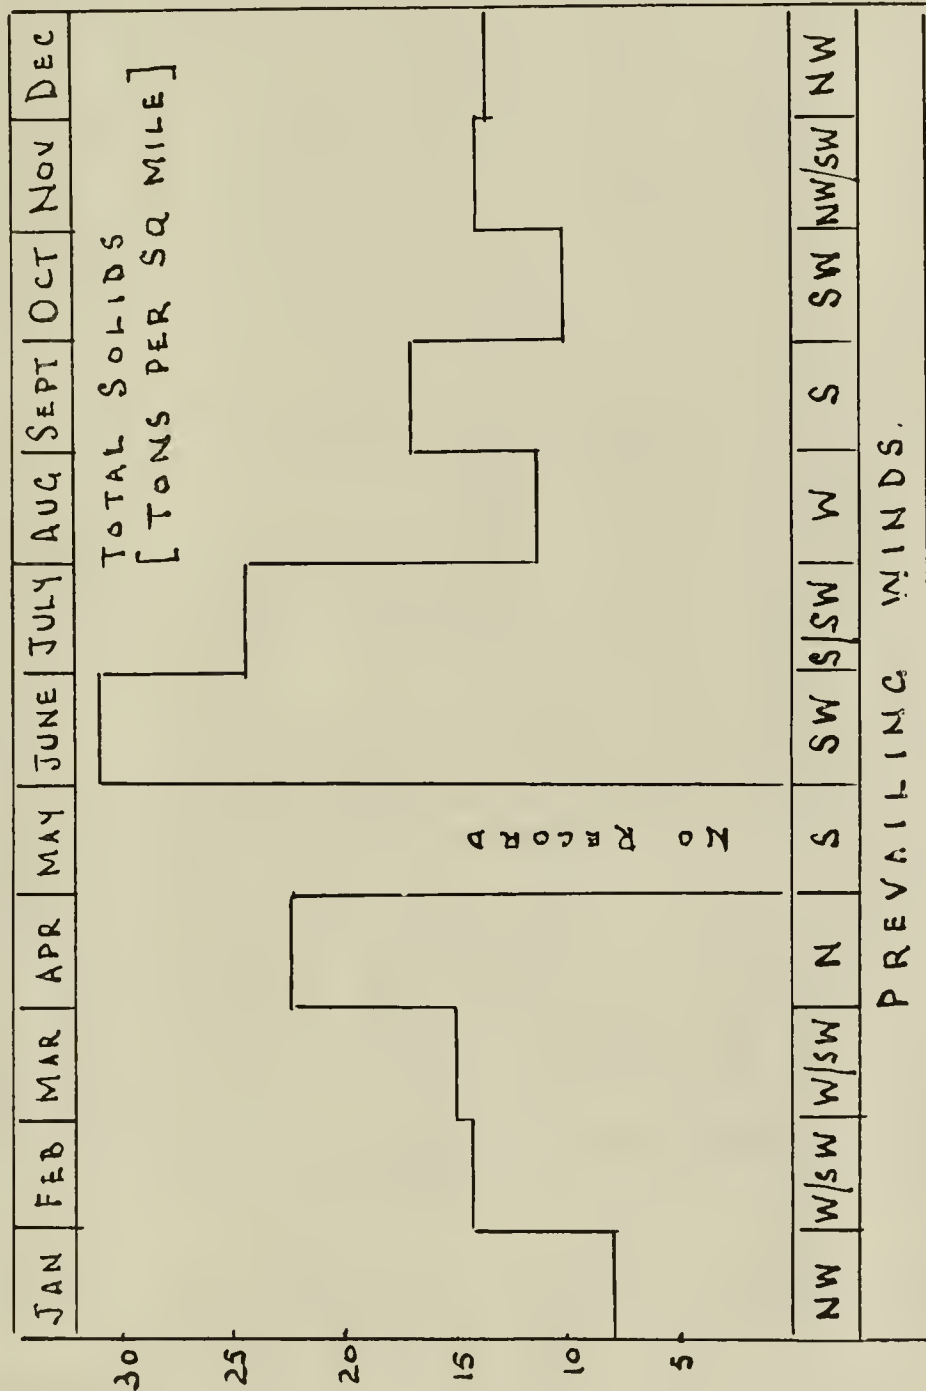 JAN FEB MAR APR MAY JUNE JULY AUG SEPT OCT NOV DEC
TOTAL SOLIDS
[TONS PER SQ MILE]
30
25
20
15
10
5
NO RECORD
NW W/SW W/SW N S SW S/SW W S SW NW/SW NW
PREVAILING WINDS.